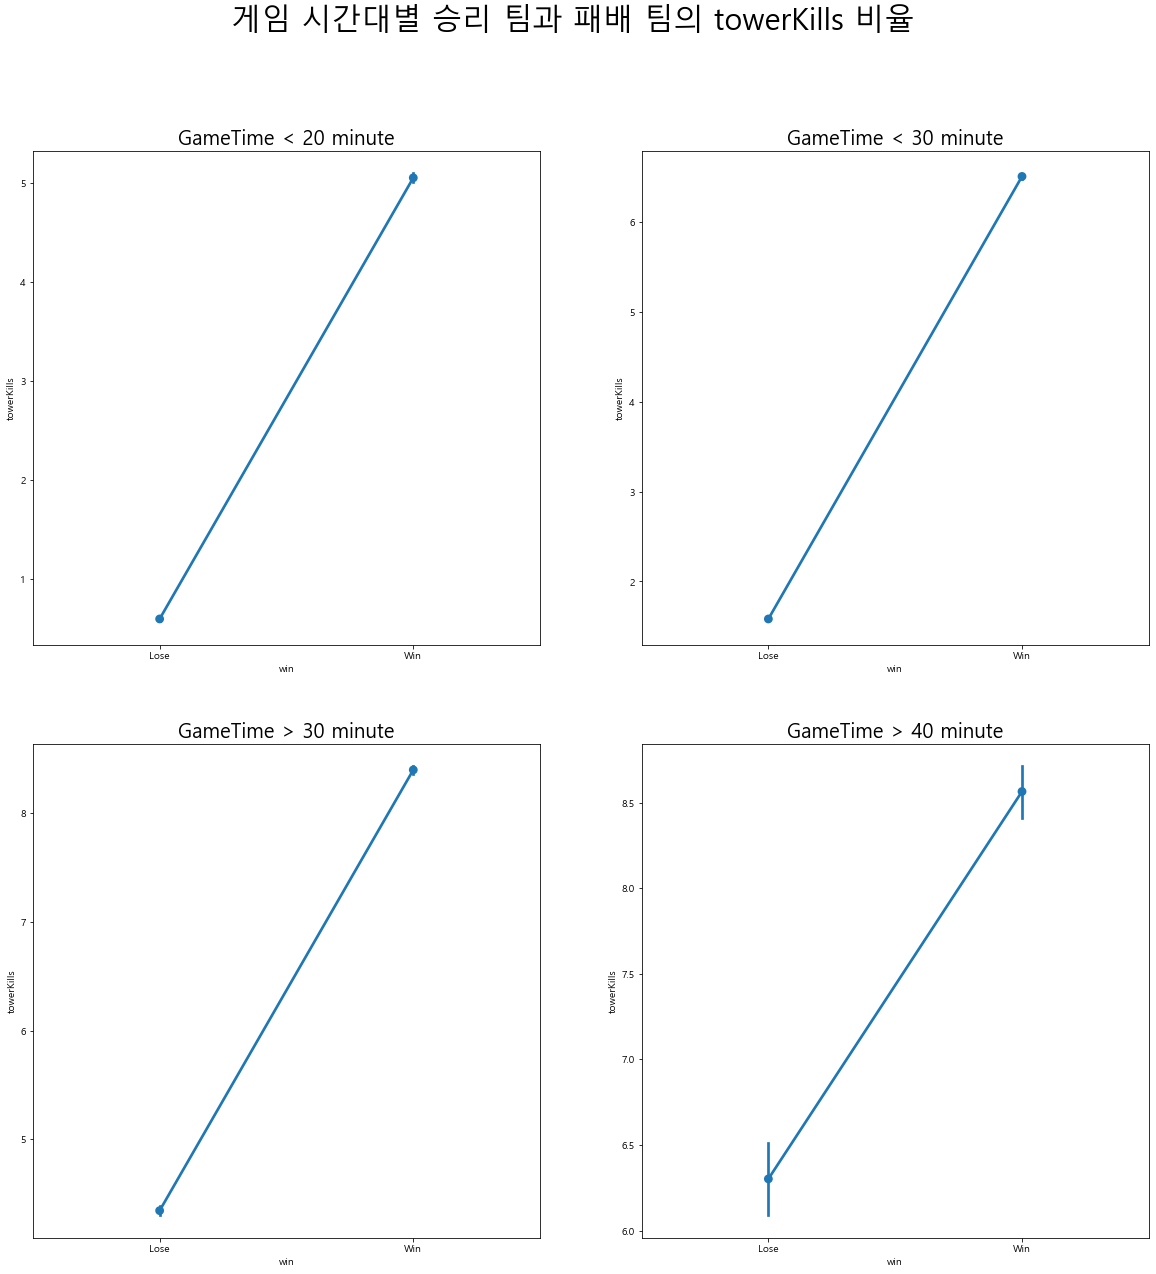 게임 시간대별 승리 팀과 패배 팀의 towerKills 비율
GameTime < 20 minute
5
4
3
2
1
towerKills
Lose
Win
win
GameTime < 30 minute
6
5
4
3
2
towerKills
Lose
Win
win
GameTime > 30 minute
8
7
6
5
towerKills
Lose
Win
win
GameTime > 40 minute
8.5
8.0
7.5
7.0
6.5
6.0
towerKills
Lose
Win
win